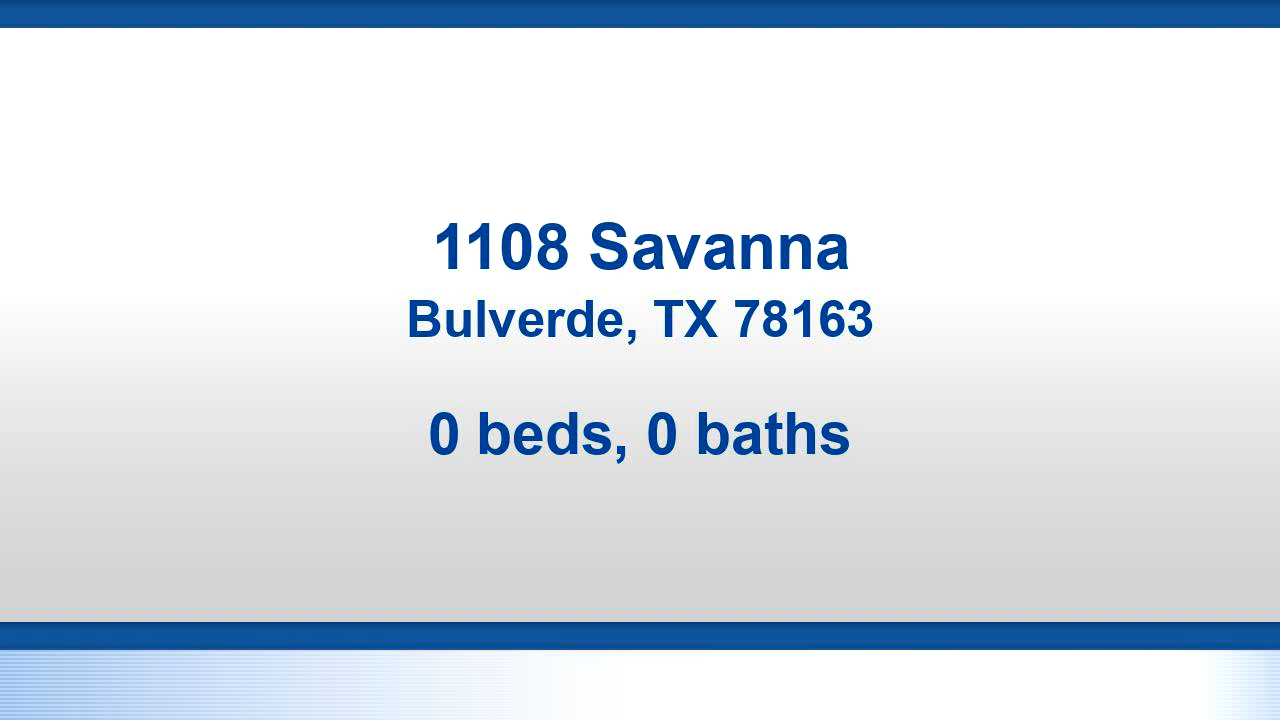 1108 Savanna
Bulverde, TX 78163
0 beds, 0 baths